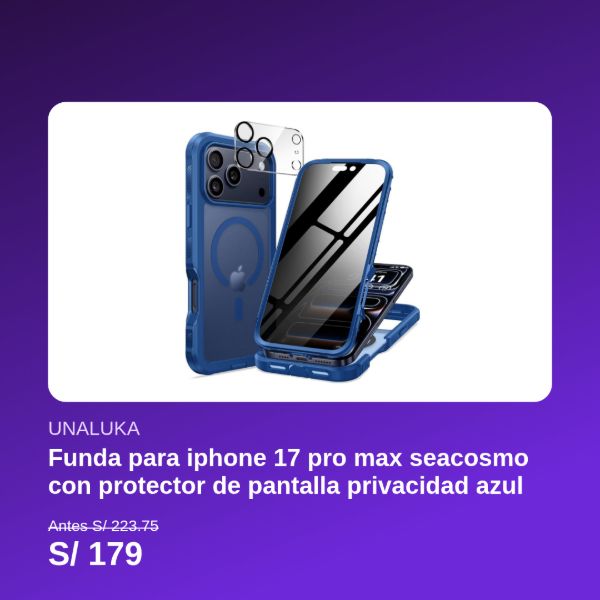 UNALUKA
Funda para iphone 17 pro max seacosmo
con protector de pantalla privacidad azul
Antes S/ 223.75
S/ 179